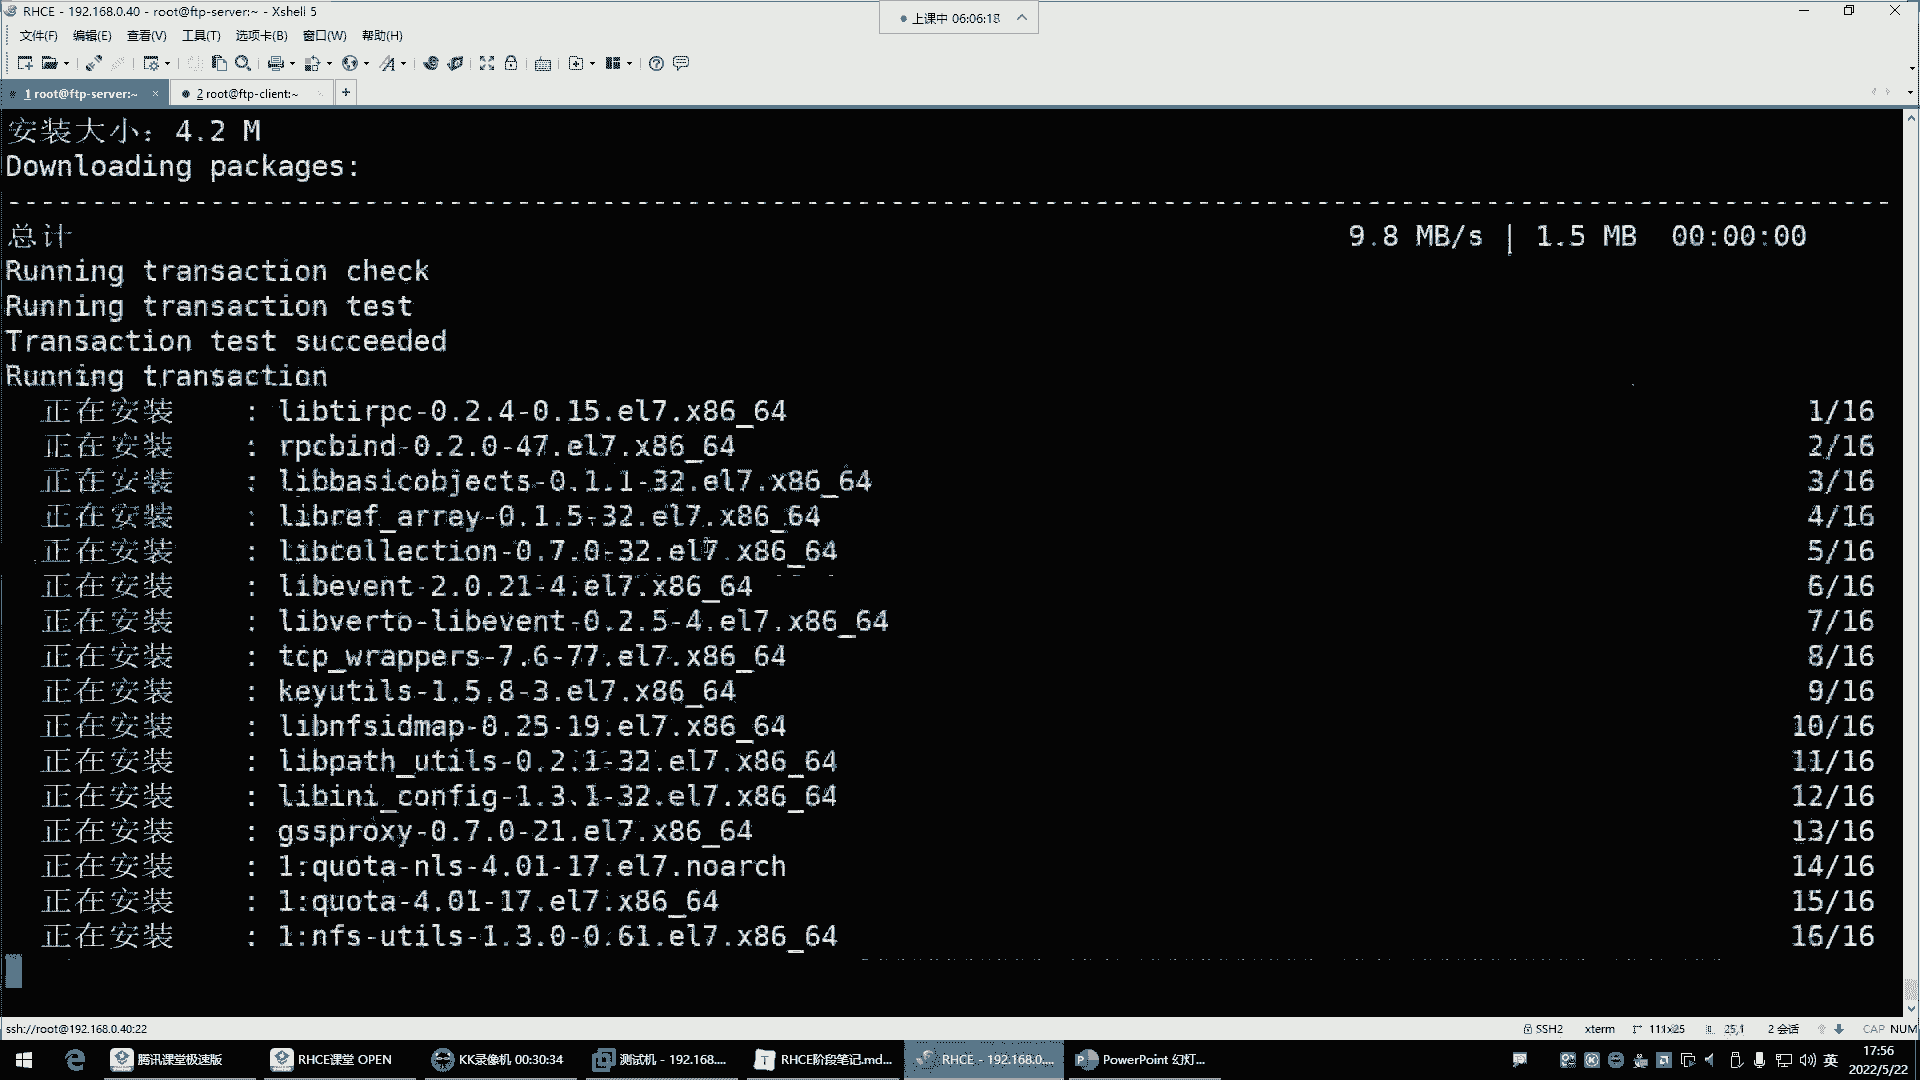 RHCE - 192.168.0.40 - root@ftp-server:~ - Xshell 5
上课中 06:06:18
文件(F) 编辑(E) 查看(V) 工具(T) 选项卡(B) 窗口(W) 帮助(H)
1 root@ftp-server:~ 2 root@ftp-client:~
安装大小：4.2 M
Downloading packages:
--------------------------------------------------------------------------------------------------------------
总计 9.8 MB/s | 1.5 MB 00:00:00
Running transaction check
Running transaction test
Transaction test succeeded
Running transaction
正在安装 : libtirpc-0.2.4-0.15.el7.x86_64 1/16
正在安装 : rpcbind-0.2.0-47.el7.x86_64 2/16
正在安装 : libbasicobjects-0.1.1-32.el7.x86_64 3/16
正在安装 : libref_array-0.1.5-32.el7.x86_64 4/16
正在安装 : libcollection-0.7.0-32.el7.x86_64 5/16
正在安装 : libevent-2.0.21-4.el7.x86_64 6/16
正在安装 : libverto-libevent-0.2.5-4.el7.x86_64 7/16
正在安装 : tcp_wrappers-7.6-77.el7.x86_64 8/16
正在安装 : keyutils-1.5.8-3.el7.x86_64 9/16
正在安装 : libnfsidmap-0.25-19.el7.x86_64 10/16
正在安装 : libpath_utils-0.2.1-32.el7.x86_64 11/16
正在安装 : libini_config-1.3.1-32.el7.x86_64 12/16
正在安装 : gssproxy-0.7.0-21.el7.x86_64 13/16
正在安装 : 1:quota-nls-4.01-17.el7.noarch 14/16
正在安装 : 1:quota-4.01-17.el7.x86_64 15/16
正在安装 : 1:nfs-utils-1.3.0-0.61.el7.x86_64 16/16
ssh://root@192.168.0.40:22 SSH2 xterm 111x25 25,1 2 会话 CAP NUM
腾讯课堂极速版 RHCE课堂 OPEN KK录像机 00:30:34 测试机 - 192.168.... RHCE阶段笔记.md... RHCE - 192.168.0.... PowerPoint 幻灯... 英 17:56
2022/5/22